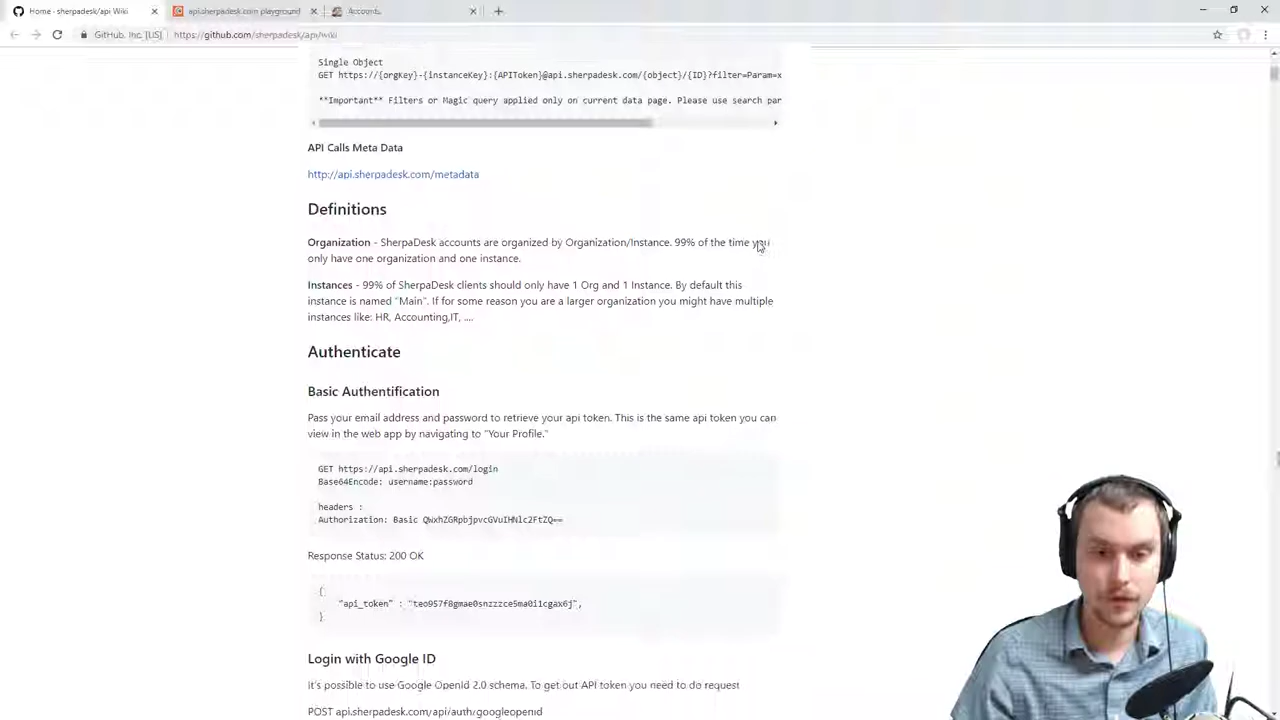 Home - sherpadesk/api Wiki
api.sherpadesk.com playground
Accounts
GitHub, Inc. [US]
https://github.com/sherpadesk/api/wiki
Single Object
GET https://{orgKey}-{instanceKey}:{APIToken}@api.sherpadesk.com/{object}/{ID}?filter=Param=x
**Important** Filters or Magic query applied only on current data page. Please use search par
API Calls Meta Data
http://api.sherpadesk.com/metadata
Definitions
Organization - SherpaDesk accounts are organized by Organization/Instance. 99% of the time you
only have one organization and one instance.
Instances - 99% of SherpaDesk clients should only have 1 Org and 1 Instance. By default this
instance is named "Main". If for some reason you are a larger organization you might have multiple
instances like: HR, Accounting,IT, ....
Authenticate
Basic Authentification
Pass your email address and password to retrieve your api token. This is the same api token you can
view in the web app by navigating to "Your Profile."
GET https://api.sherpadesk.com/login
Base64Encode: username:password
headers :
Authorization: Basic QWxhZGRpbjpvcGVuIHNlc2FtZQ==
Response Status: 200 OK
{
"api_token" : "teo957f8gmae0snzzzce5ma0i1cgax6j",
}
Login with Google ID
It's possible to use Google OpenId 2.0 schema. To get out API token you need to do request
POST api.sherpadesk.com/api/auth/googleopenid